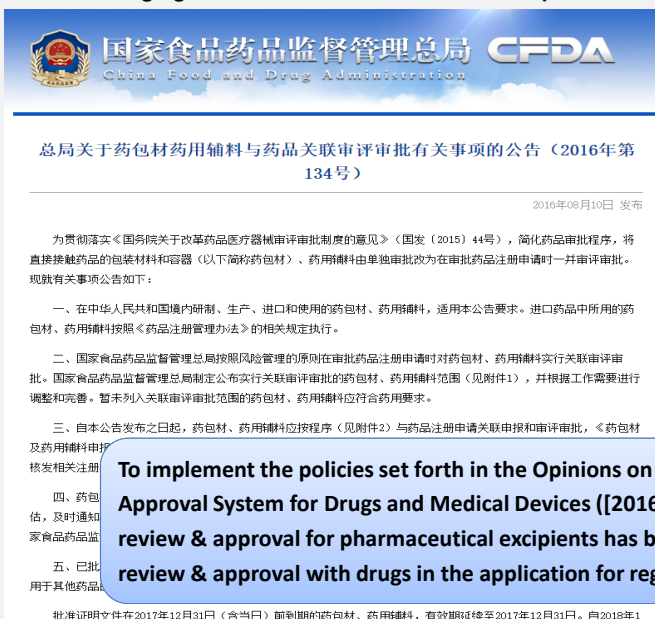 国家食品药品监督管理总局 CFDA
China Food and Drug Administration
总局关于药包材药用辅料与药品关联审评审批有关事项的公告（2016年第
134号）
2016年08月10日 发布
为贯彻落实《国务院关于改革药品医疗器械审评审批制度的意见》（国发〔2015〕44号），简化药品审批程序，将
直接接触药品的包装材料和容器（以下简称药包材）、药用辅料由单独审批改为在审批药品注册申请时一并审评审批。
现就有关事项公告如下：
一、在中华人民共和国境内研制、生产、进口和使用的药包材、药用辅料，适用本公告要求。进口药品中所用的药
包材、药用辅料按照《药品注册管理办法》的相关规定执行。
二、国家食品药品监督管理总局按照风险管理的原则在审批药品注册申请时对药包材、药用辅料实行关联审评审
批。国家食品药品监督管理总局制定公布实行关联审评审批的药包材、药用辅料范围（见附件1），并根据工作需要进行
调整和完善。暂未列入关联审评审批范围的药包材、药用辅料应符合药用要求。
三、自本公告发布之日起，药包材、药用辅料应按程序（见附件2）与药品注册申请关联申报和审评审批，《药包材
及药用辅料申报
核发相关注册
四、药包
估，及时通知
家食品药品监
五、已批
用于其他药品
To implement the policies set forth in the Opinions on
Approval System for Drugs and Medical Devices ([2016
review & approval for pharmaceutical excipients has b
review & approval with drugs in the application for reg
批准证明文件在2017年12月31日（含当日）前到期的药包材、药用辅料，有效期延续至2017年12月31日。自2018年1